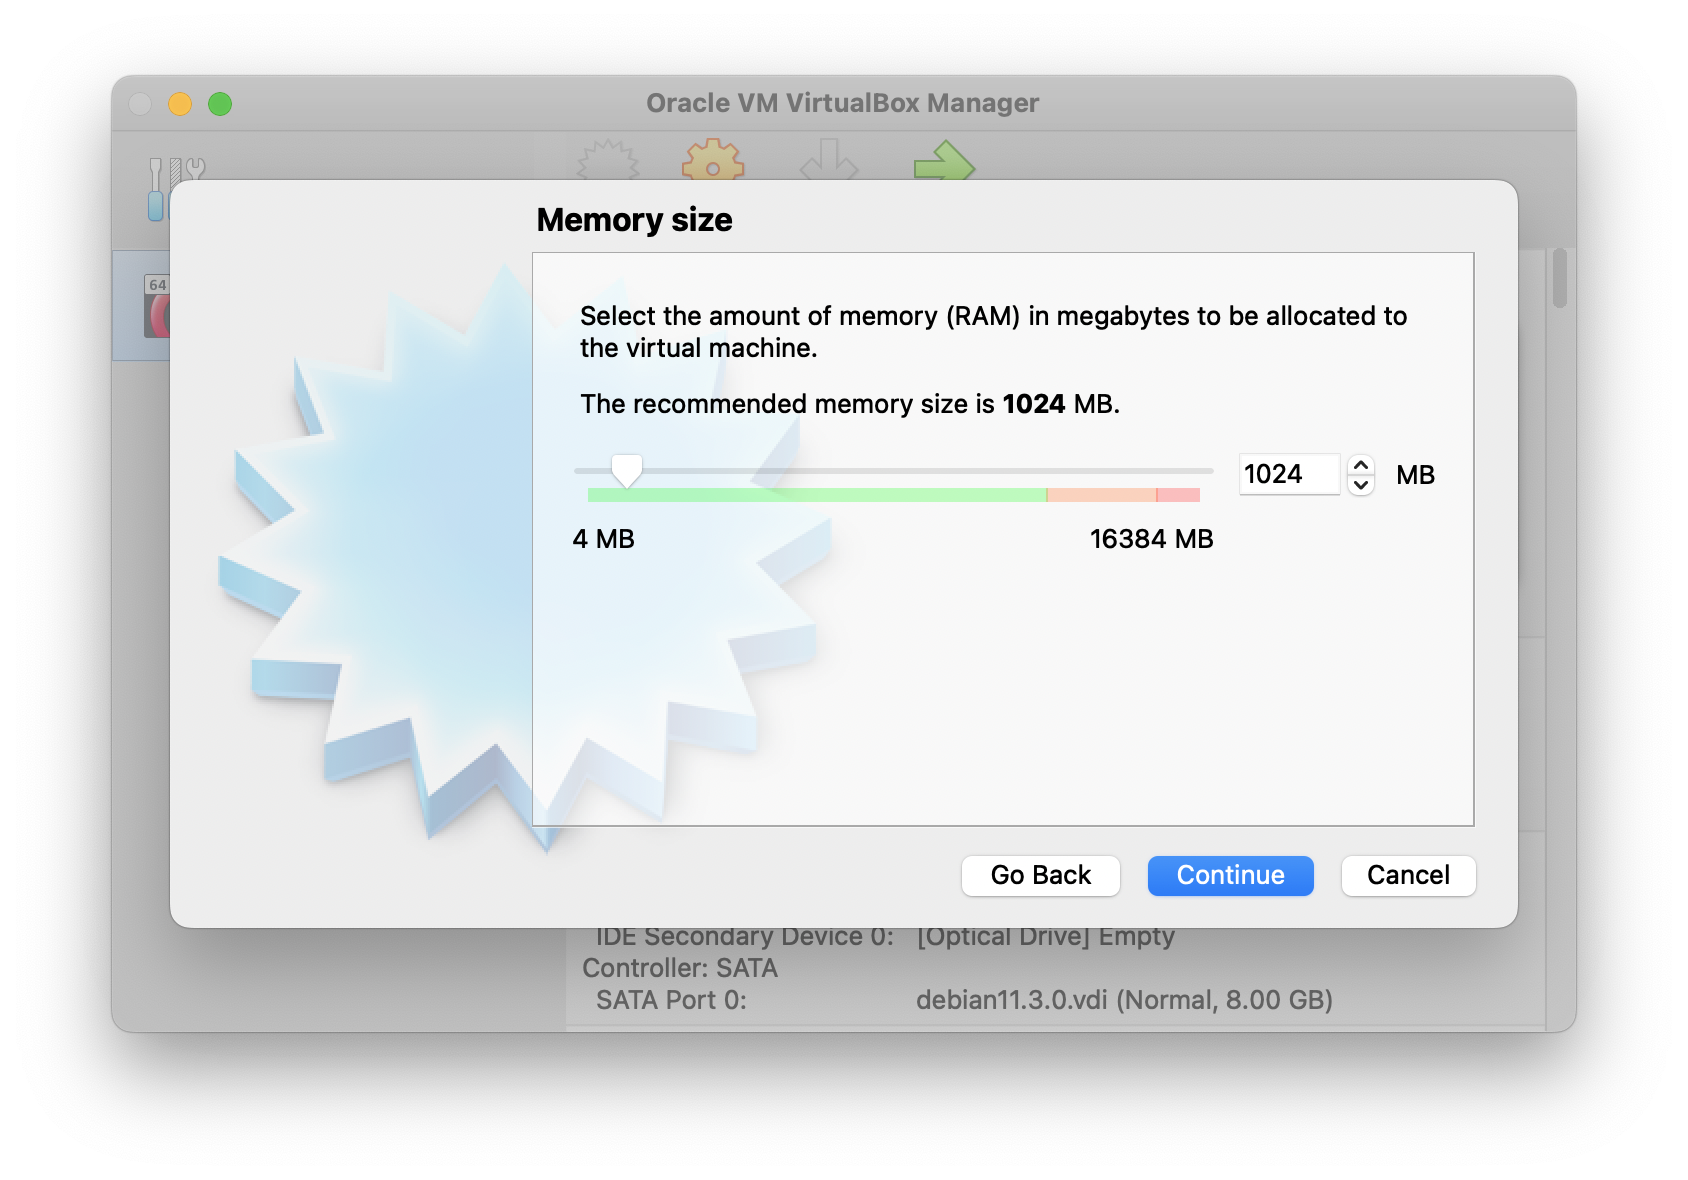 Oracle VM VirtualBox Manager
64
Memory size
Select the amount of memory (RAM) in megabytes to be allocated to
the virtual machine.
The recommended memory size is 1024 MB.
1024 MB
4 MB 16384 MB
Go Back Continue Cancel
IDE Secondary Device 0: [Optical Drive] Empty
Controller: SATA
SATA Port 0: debian11.3.0.vdi (Normal, 8.00 GB)